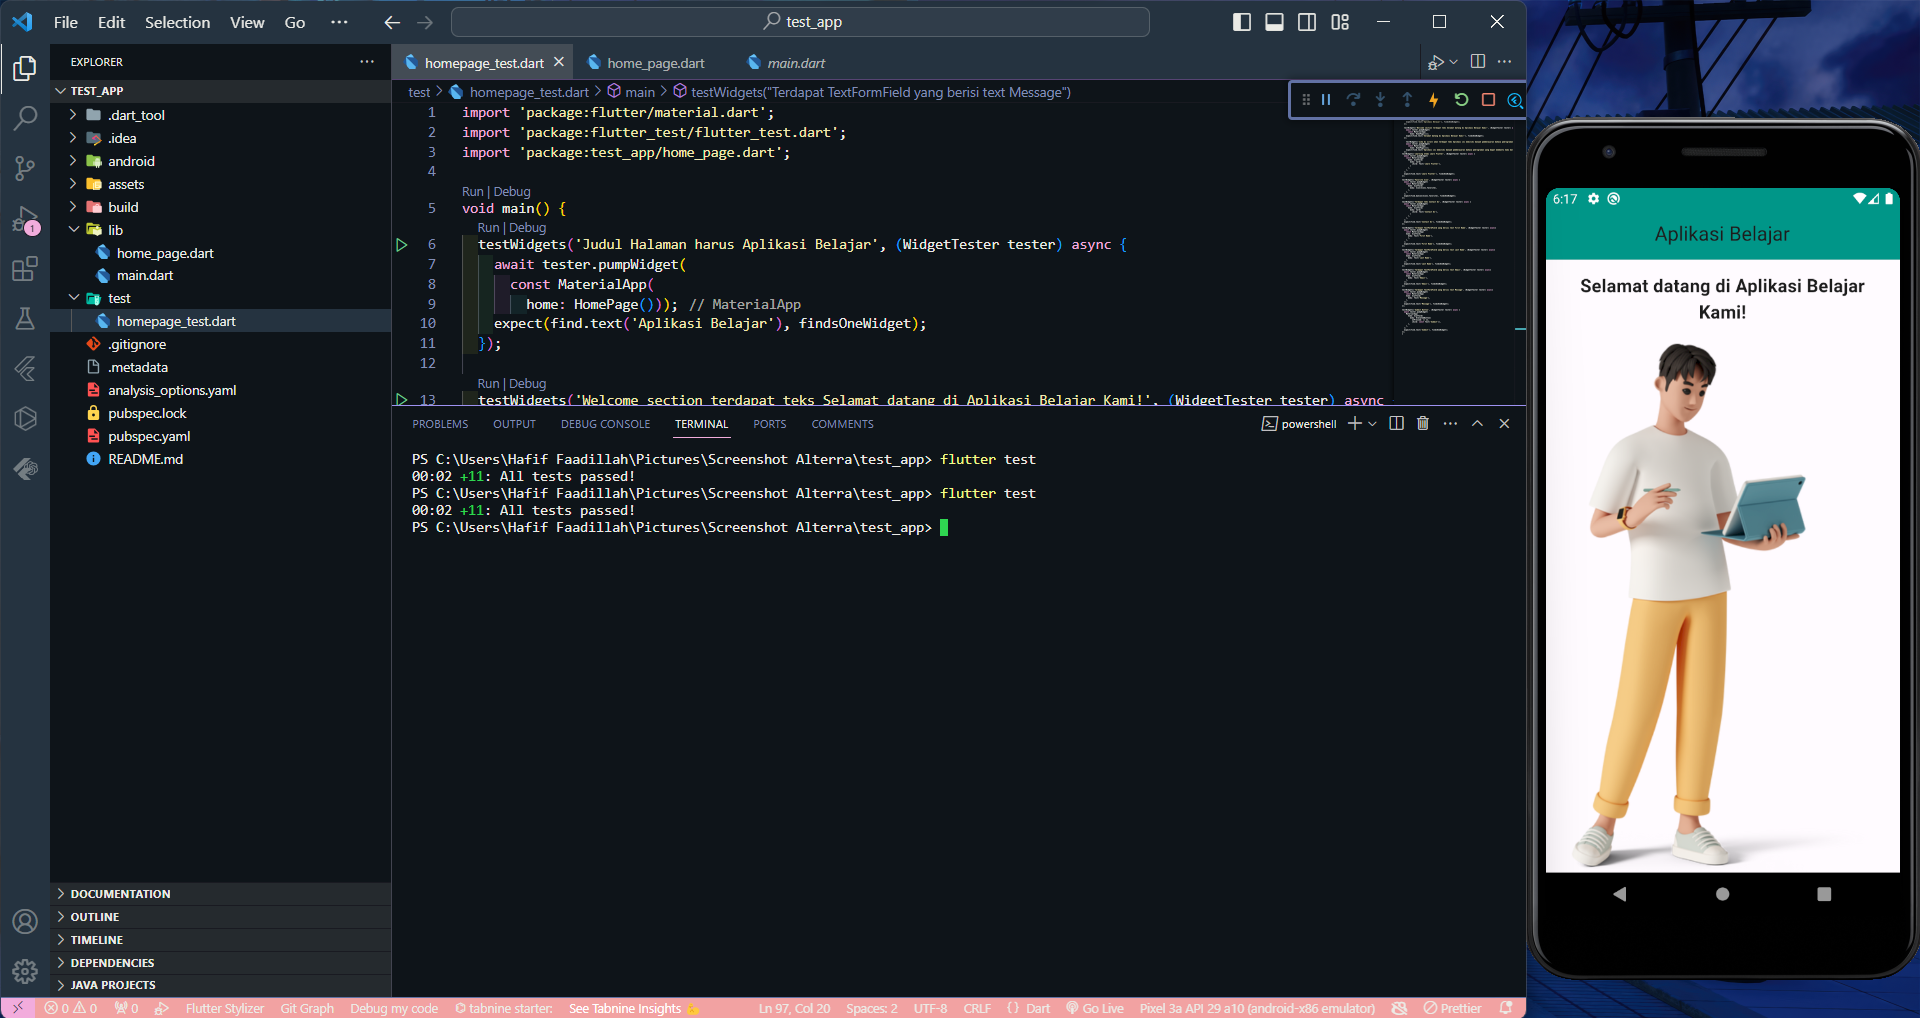 File Edit Selection View Go ··· test_app
EXPLORER ···
TEST_APP
.dart_tool
.idea
android
assets
build
lib
home_page.dart
main.dart
test
homepage_test.dart
.gitignore
.metadata
analysis_options.yaml
pubspec.lock
pubspec.yaml
README.md
DOCUMENTATION
OUTLINE
TIMELINE
DEPENDENCIES
JAVA PROJECTS
1
homepage_test.dart home_page.dart main.dart
test > homepage_test.dart > main > testWidgets("Terdapat TextFormField yang berisi text Message")
1 import 'package:flutter/material.dart';
2 import 'package:flutter_test/flutter_test.dart';
3 import 'package:test_app/home_page.dart';
4
Run | Debug
5 void main() {
Run | Debug
6 testWidgets('Judul Halaman harus Aplikasi Belajar', (WidgetTester tester) async {
7 await tester.pumpWidget(
8 const MaterialApp(
9 home: HomePage())); // MaterialApp
10 expect(find.text('Aplikasi Belajar'), findsOneWidget);
11 });
12
Run | Debug
13 testWidgets('Welcome section terdapat teks Selamat datang di Aplikasi Belajar Kami!', (WidgetTester tester) async
PROBLEMS OUTPUT DEBUG CONSOLE TERMINAL PORTS COMMENTS powershell
PS C:\Users\Hafif Faadillah\Pictures\Screenshot Alterra\test_app> flutter test
00:02 +11: All tests passed!
PS C:\Users\Hafif Faadillah\Pictures\Screenshot Alterra\test_app> flutter test
00:02 +11: All tests passed!
PS C:\Users\Hafif Faadillah\Pictures\Screenshot Alterra\test_app>
0 0 0 Flutter Stylizer Git Graph Debug my code tabnine starter: See Tabnine Insights Ln 97, Col 20 Spaces: 2 UTF-8 CRLF {} Dart Go Live Pixel 3a API 29 a10 (android-x86 emulator) Prettier
6:17
Aplikasi Belajar
Selamat datang di Aplikasi Belajar
Kami!